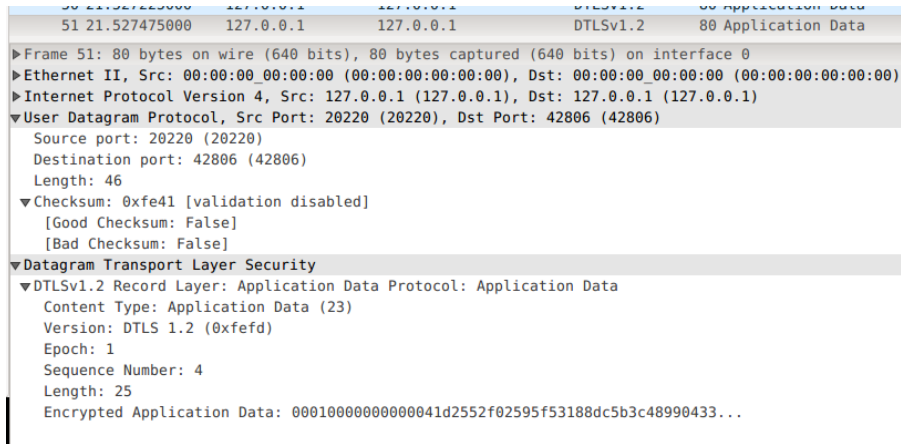 51 21.527475000 127.0.0.1 127.0.0.1 DTLSv1.2 80 Application Data
Frame 51: 80 bytes on wire (640 bits), 80 bytes captured (640 bits) on interface 0
Ethernet II, Src: 00:00:00_00:00:00 (00:00:00:00:00:00), Dst: 00:00:00_00:00:00 (00:00:00:00:00:00)
Internet Protocol Version 4, Src: 127.0.0.1 (127.0.0.1), Dst: 127.0.0.1 (127.0.0.1)
User Datagram Protocol, Src Port: 20220 (20220), Dst Port: 42806 (42806)
Source port: 20220 (20220)
Destination port: 42806 (42806)
Length: 46
Checksum: 0xfe41 [validation disabled]
[Good Checksum: False]
[Bad Checksum: False]
Datagram Transport Layer Security
DTLSv1.2 Record Layer: Application Data Protocol: Application Data
Content Type: Application Data (23)
Version: DTLS 1.2 (0xfefd)
Epoch: 1
Sequence Number: 4
Length: 25
Encrypted Application Data: 00010000000000041d2552f02595f53188dc5b3c48990433...